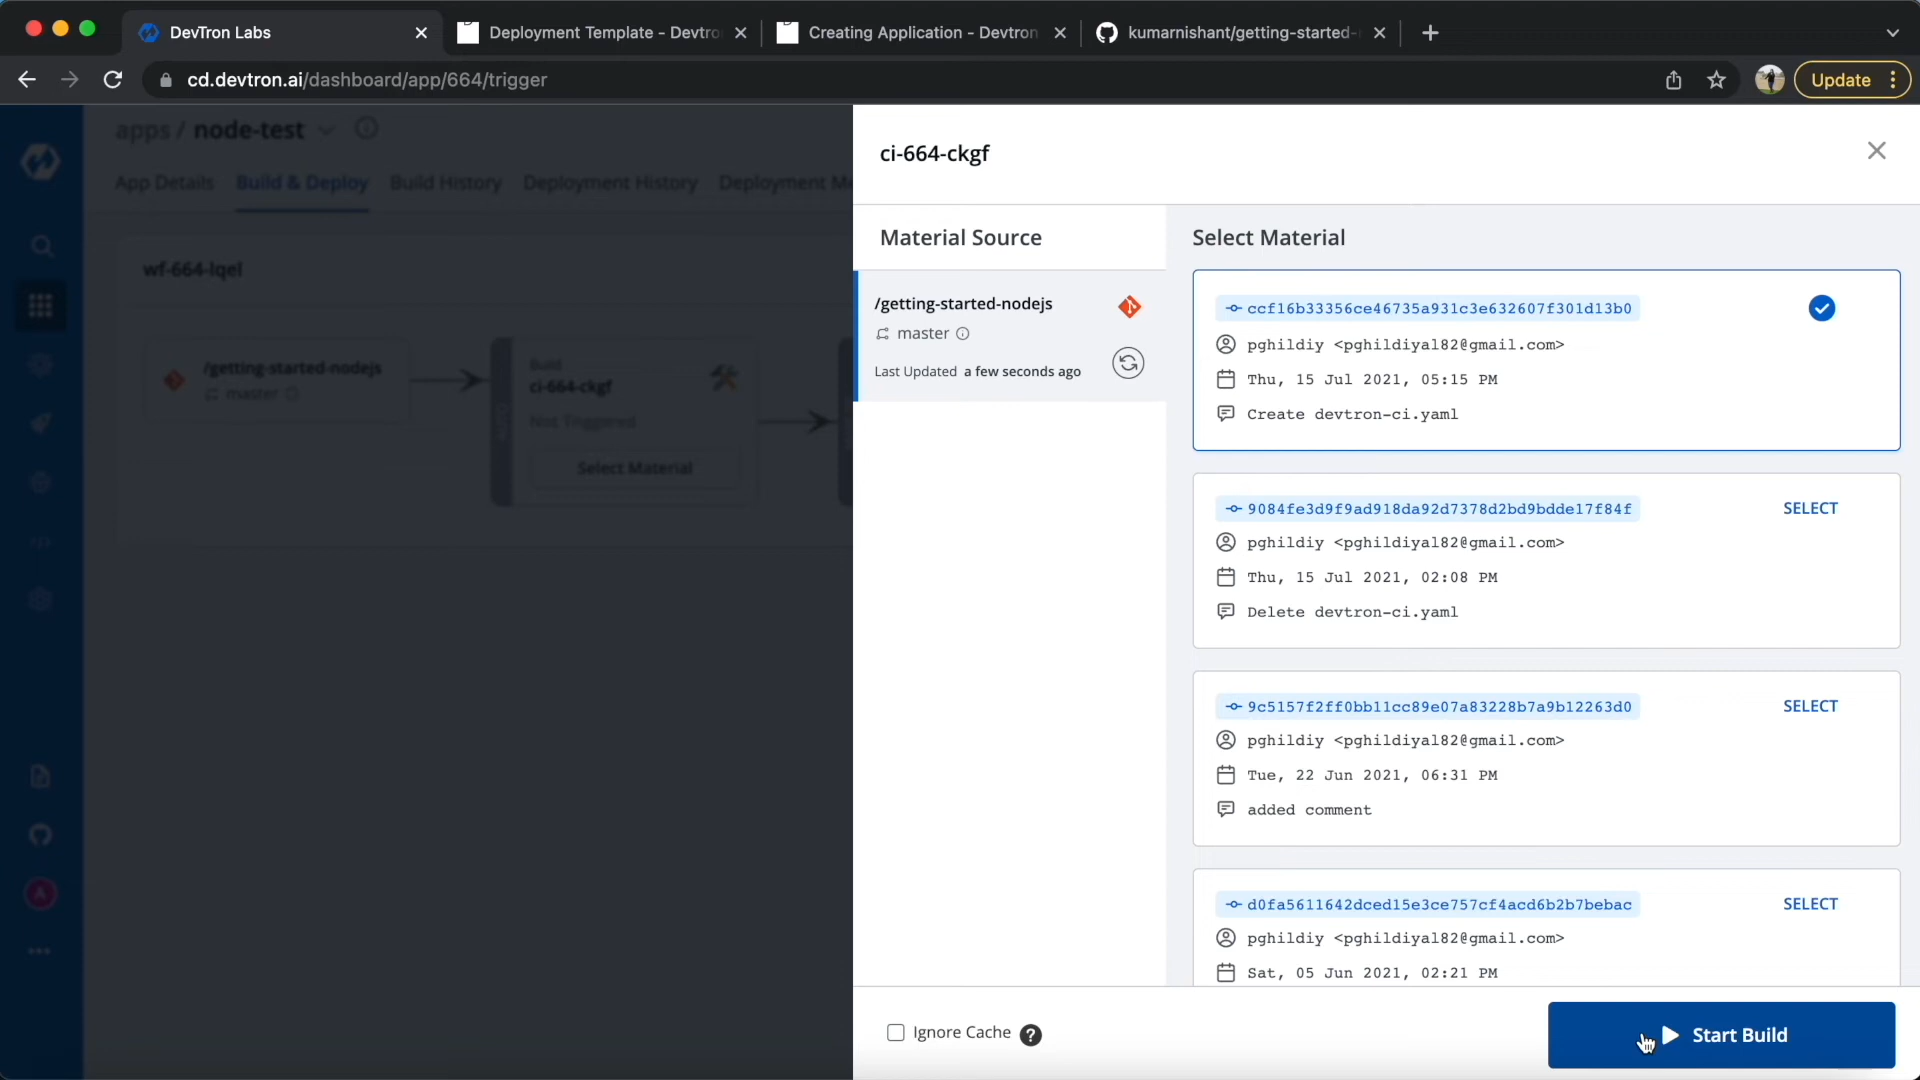 DevTron Labs
Deployment Template - Devtro
Creating Application - Devtron
kumarnishant/getting-started-
cd.devtron.ai/dashboard/app/664/trigger
Update
apps / node-test
App Details
Build & Deploy
Build History
Deployment History
Deployment Me
wf-664-lqel
/getting-started-nodejs
master
Build
ci-664-ckgf
Not Triggered
Select Material
ci-664-ckgf
Material Source
/getting-started-nodejs
master
Last Updated a few seconds ago
Select Material
ccf16b33356ce46735a931c3e632607f301d13b0
pghildiy <pghildiyal82@gmail.com>
Thu, 15 Jul 2021, 05:15 PM
Create devtron-ci.yaml
9084fe3d9f9ad918da92d7378d2bd9bdde17f84f
SELECT
pghildiy <pghildiyal82@gmail.com>
Thu, 15 Jul 2021, 02:08 PM
Delete devtron-ci.yaml
9c5157f2ff0bb11cc89e07a83228b7a9b12263d0
SELECT
pghildiy <pghildiyal82@gmail.com>
Tue, 22 Jun 2021, 06:31 PM
added comment
d0fa5611642dced15e3ce757cf4acd6b2b7bebac
SELECT
pghildiy <pghildiyal82@gmail.com>
Sat, 05 Jun 2021, 02:21 PM
Ignore Cache ?
Start Build